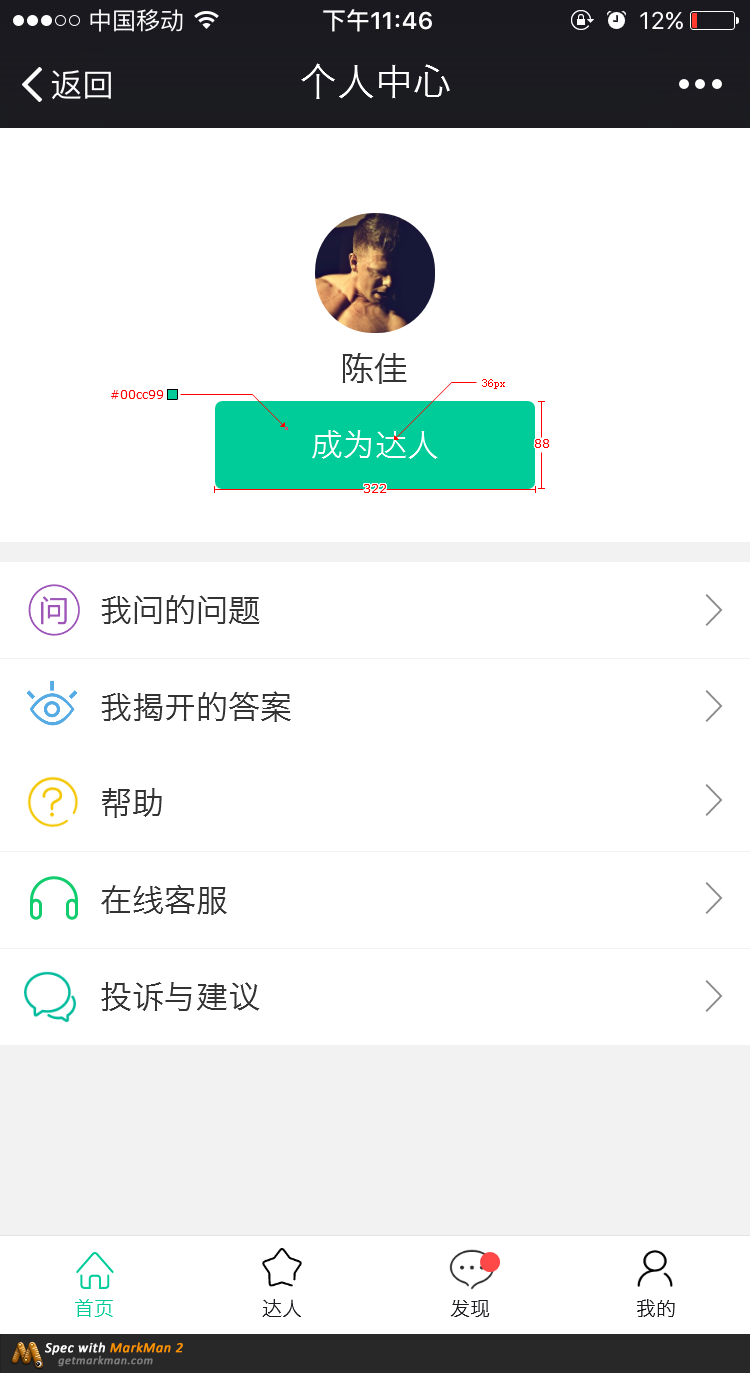 中国移动 下午11:46 12%
返回 个人中心
陈佳
#00cc99 36px
成为达人 88
322
问 我问的问题
我揭开的答案
? 帮助
在线客服
投诉与建议
首页 达人 发现 我的
Spec with MarkMan 2
getmarkman.com